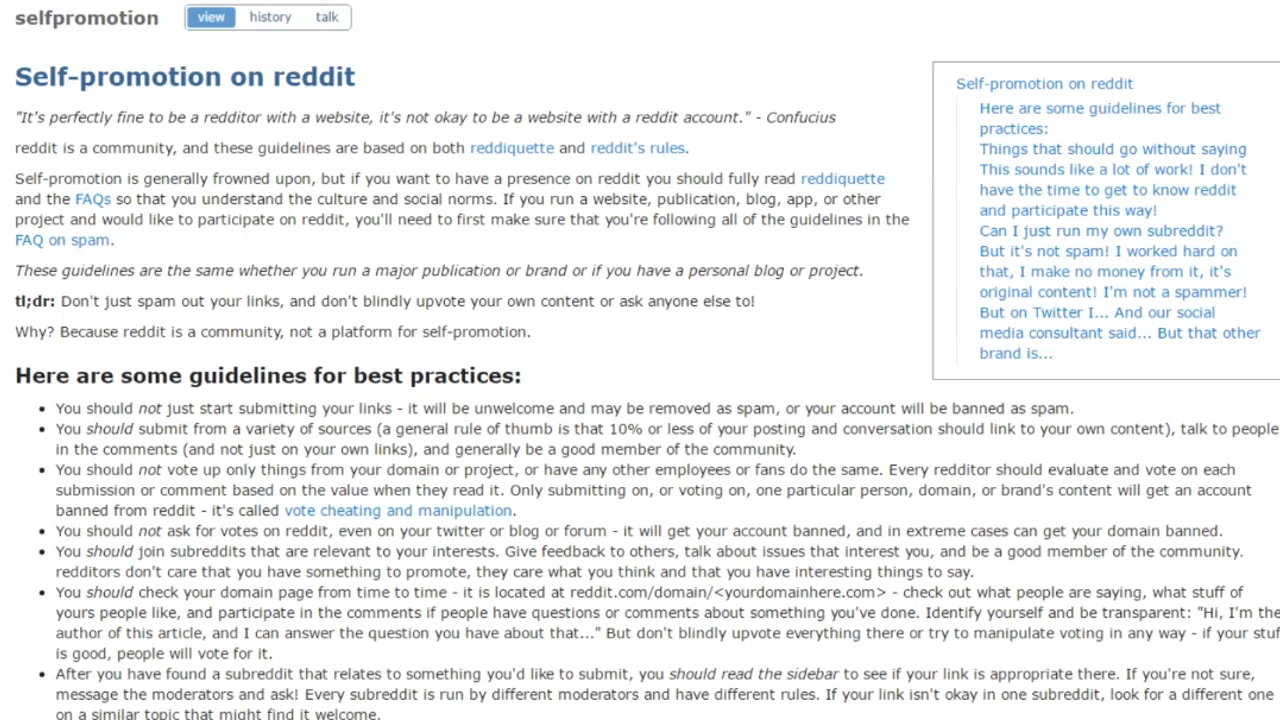 selfpromotion view history talk
Self-promotion on reddit
"It's perfectly fine to be a redditor with a website, it's not okay to be a website with a reddit account." - Confucius
reddit is a community, and these guidelines are based on both reddiquette and reddit's rules.
Self-promotion is generally frowned upon, but if you want to have a presence on reddit you should fully read reddiquette
and the FAQs so that you understand the culture and social norms. If you run a website, publication, blog, app, or other
project and would like to participate on reddit, you'll need to first make sure that you're following all of the guidelines in the
FAQ on spam.
These guidelines are the same whether you run a major publication or brand or if you have a personal blog or project.
tl;dr: Don't just spam out your links, and don't blindly upvote your own content or ask anyone else to!
Why? Because reddit is a community, not a platform for self-promotion.
Self-promotion on reddit
Here are some guidelines for best
practices:
Things that should go without saying
This sounds like a lot of work! I don't
have the time to get to know reddit
and participate this way!
Can I just run my own subreddit?
But it's not spam! I worked hard on
that, I make no money from it, it's
original content! I'm not a spammer!
But on Twitter I... And our social
media consultant said... But that other
brand is...
Here are some guidelines for best practices:
• You should not just start submitting your links - it will be unwelcome and may be removed as spam, or your account will be banned as spam.
• You should submit from a variety of sources (a general rule of thumb is that 10% or less of your posting and conversation should link to your own content), talk to people
in the comments (and not just on your own links), and generally be a good member of the community.
• You should not vote up only things from your domain or project, or have any other employees or fans do the same. Every redditor should evaluate and vote on each
submission or comment based on the value when they read it. Only submitting on, or voting on, one particular person, domain, or brand's content will get an account
banned from reddit - it's called vote cheating and manipulation.
• You should not ask for votes on reddit, even on your twitter or blog or forum - it will get your account banned, and in extreme cases can get your domain banned.
• You should join subreddits that are relevant to your interests. Give feedback to others, talk about issues that interest you, and be a good member of the community.
redditors don't care that you have something to promote, they care what you think and that you have interesting things to say.
• You should check your domain page from time to time - it is located at reddit.com/domain/<yourdomainhere.com> - check out what people are saying, what stuff of
yours people like, and participate in the comments if people have questions or comments about something you've done. Identify yourself and be transparent: "Hi, I'm the
author of this article, and I can answer the question you have about that..." But don't blindly upvote everything there or try to manipulate voting in any way - if your stuf
is good, people will vote for it.
• After you have found a subreddit that relates to something you'd like to submit, you should read the sidebar to see if your link is appropriate there. If you're not sure,
message the moderators and ask! Every subreddit is run by different moderators and have different rules. If your link isn't okay in one subreddit, look for a different one
on a similar topic that might find it welcome.